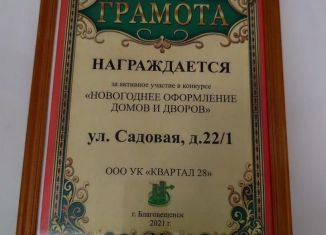 ГРАМОТА
НАГРАЖДАЕТСЯ
за активное участие в конкурсе
«НОВОГОДНЕЕ ОФОРМЛЕНИЕ
ДОМОВ И ДВОРОВ»
ул. Садовая, д.22/1
ООО УК «КВАРТАЛ 28»
г. Благовещенск
2021 г.